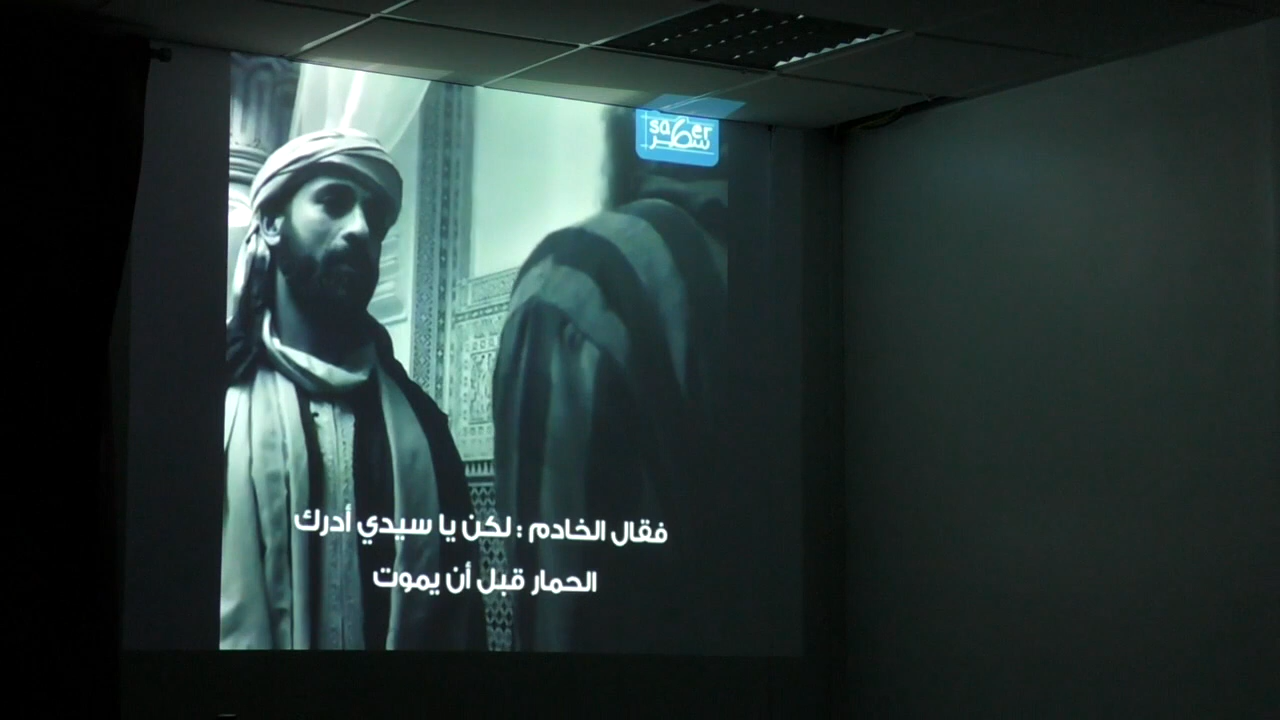 sa6er
سطر
فقال الخادم : لكن يا سيدي أدرك
الحمار قبل أن يموت